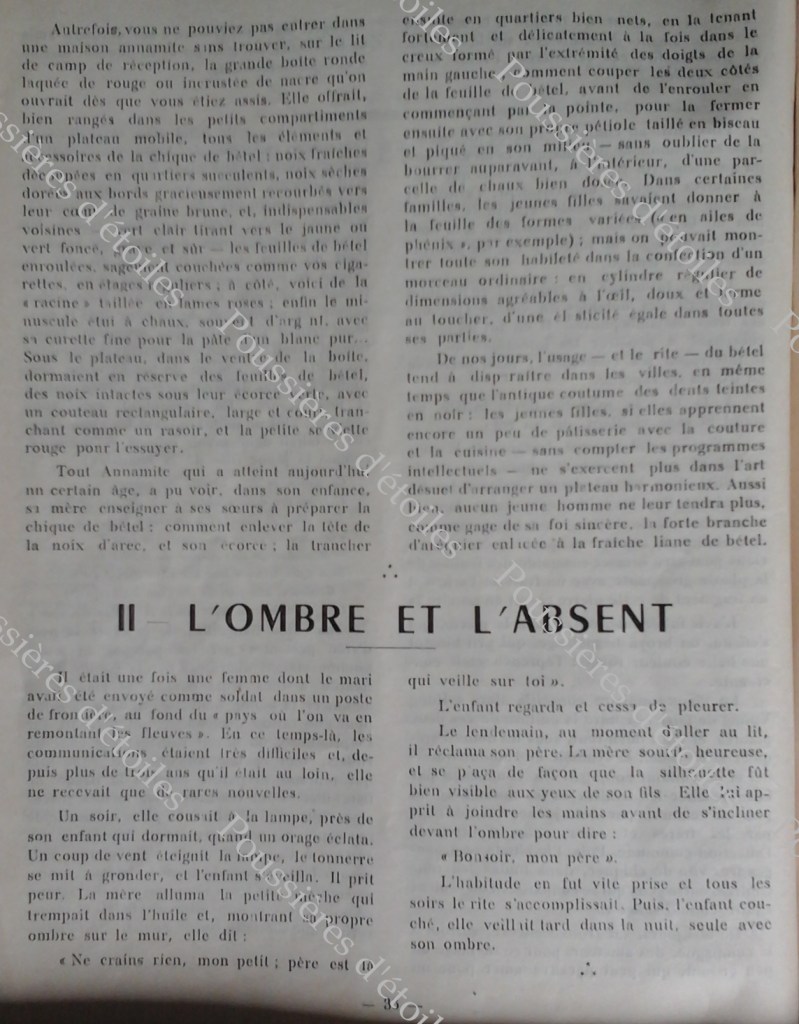 Autrefois, vous ne pouviez pas entrer dans
une maison annamite sans trouver, sur le lit
de camp de réception, la grande boîte ronde
laquée de rouge ou incrustée de nacre qu'on
ouvrait dès que vous étiez assis. Elle offrait,
bien rangés dans les petits compartiments
d'un plateau mobile, tous les éléments et
accessoires de la chique de bétel : noix fraîches
décernées en quartiers succulents, noix sèches
dorées aux bords gracieusement recourbés vers
leur cœur de graine brune, et, indispensables
voisines — vert clair tirant vers le jaune ou
vert foncé, et sûr — les feuilles de bétel
enroulées, sagement couchées comme vos ciga-
rettes, en étages réguliers ; à côté, voici de la
« racine » taillée en lames roses ; enfin le mi-
nuscule étui à chaux, souvent d'argent, avec
sa curette fine pour la pâte d'un blanc pur...
Sous le plateau, dans le ventre de la boîte,
dormaient en réserve des feuilles de bétel,
des noix intactes sous leur écorce verte, avec
un couteau rectangulaire, large et court, tran-
chant comme un rasoir, et la petite serviette
rouge pour l'essuyer.
Tout Annamite qui a atteint aujourd'hui
un certain âge, a pu voir, dans son enfance,
sa mère enseigner à ses sœurs à préparer la
chique de bétel : comment enlever la tête de
la noix d'arec, et son écorce ; la trancher
ensuite en quartiers bien nets, en la tenant
fortement et délicatement à la fois dans le
creux formé par l'extrémité des doigts de la
main gauche ; comment couper les deux côtés
de la feuille de bétel, avant de l'enrouler en
commençant par la pointe, pour la fermer
ensuite avec son propre pétiole taillé en biseau
et piqué en son milieu — sans oublier de la
bourrer auparavant, à l'intérieur, d'une par-
celle de chaux bien dosée. Dans certaines
familles, les jeunes filles savaient donner à
la feuille des formes variées (« en ailes de
phénix », par exemple) ; mais on pouvait mon-
trer toute son habileté dans la confection d'un
morceau ordinaire : en cylindre régulier de
dimensions agréables à l'œil, doux et ferme
au toucher, d'une élasticité égale dans toutes
ses parties.
De nos jours, l'usage — et le rite — du bétel
tend à disparaître dans les villes, en même
temps que l'antique coutume des dents teintes
en noir : les jeunes filles, si elles apprennent
encore un peu de pâtisserie avec la couture
et la cuisine — sans compter les programmes
intellectuels — ne s'exercent plus dans l'art
désuet d'arranger un plateau harmonieux. Aussi
bien, aucun jeune homme ne leur tendra plus,
comme gage de sa foi sincère, la forte branche
d'aréquier enlacée à la fraîche liane de bétel.
II — L'OMBRE ET L'ABSENT
Il était une fois une femme dont le mari
avait été envoyé comme soldat dans un poste
de frontière, au fond du « pays où l'on va en
remontant les fleuves ». En ce temps-là, les
communications étaient très difficiles et, de-
puis plus de trois ans qu'il était au loin, elle
ne recevait que de rares nouvelles.
Un soir, elle cousait à la lampe, près de
son enfant qui dormait, quand un orage éclata.
Un coup de vent éteignit la lampe, le tonnerre
se mit à gronder, et l'enfant s'éveilla. Il prit
peur. La mère alluma la petite mèche qui
trempait dans l'huile et, montrant sa propre
ombre sur le mur, elle dit :
« Ne crains rien, mon petit ; père est là
qui veille sur toi ».
L'enfant regarda et cessa de pleurer.
Le lendemain, au moment d'aller au lit,
il réclama son père. La mère sourit, heureuse,
et se plaça de façon que la silhouette fût
bien visible aux yeux de son fils. Elle lui ap-
prit à joindre les mains avant de s'incliner
devant l'ombre pour dire :
« Bonsoir, mon père ».
L'habitude en fut vite prise et tous les
soirs le rite s'accomplissait. Puis, l'enfant cou-
ché, elle veillait tard dans la nuit, seule avec
son ombre.
Poussières d'étoiles